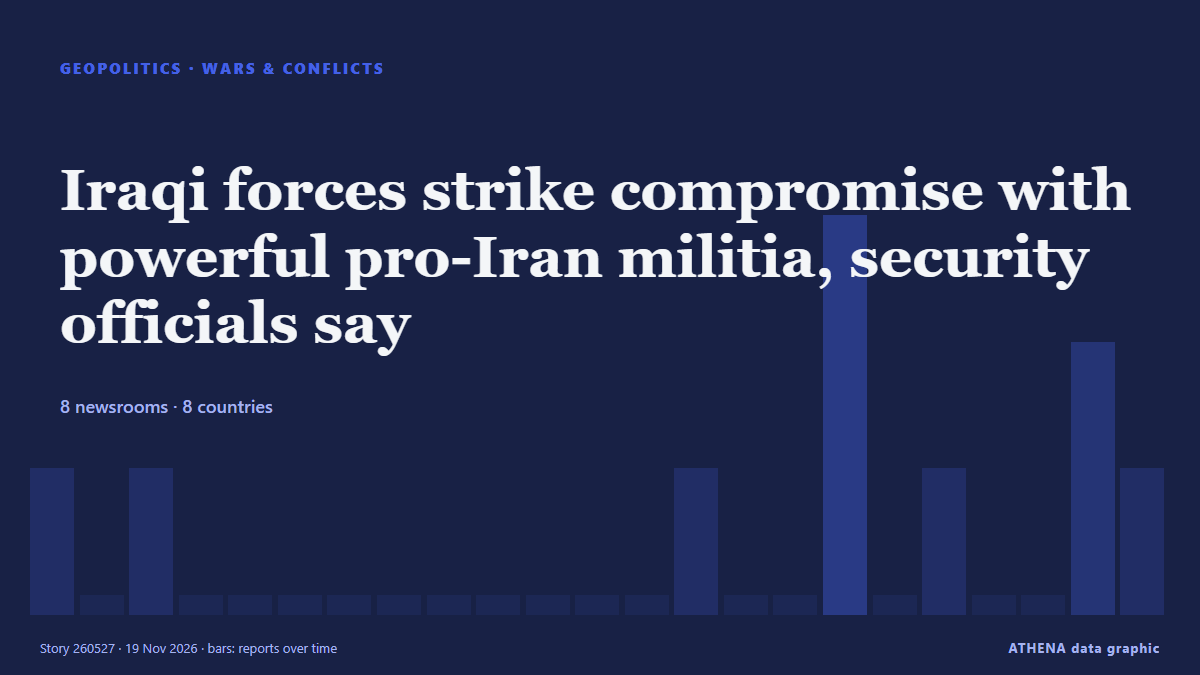 GEOPOLITICS · WARS & CONFLICTS
Iraqi forces strike compromise with
powerful pro-Iran militia, security
officials say
8 newsrooms · 8 countries
Story 260527 · 19 Nov 2026 · bars: reports over time
ATHENA data graphic